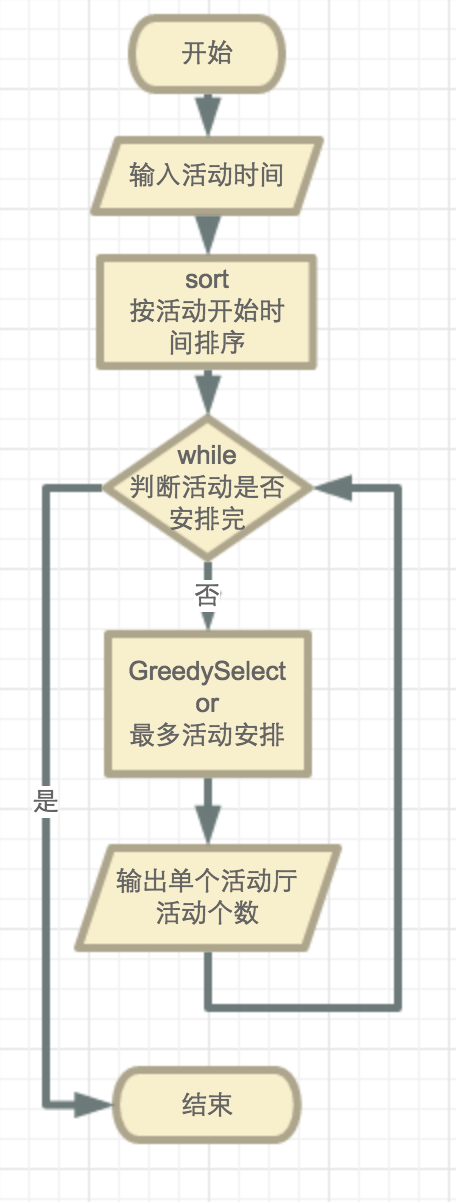 开始
输入活动时间
sort
按活动开始时
间排序
while
判断活动是否
安排完
否
GreedySelect
or
最多活动安排
是
输出单个活动厅
活动个数
结束